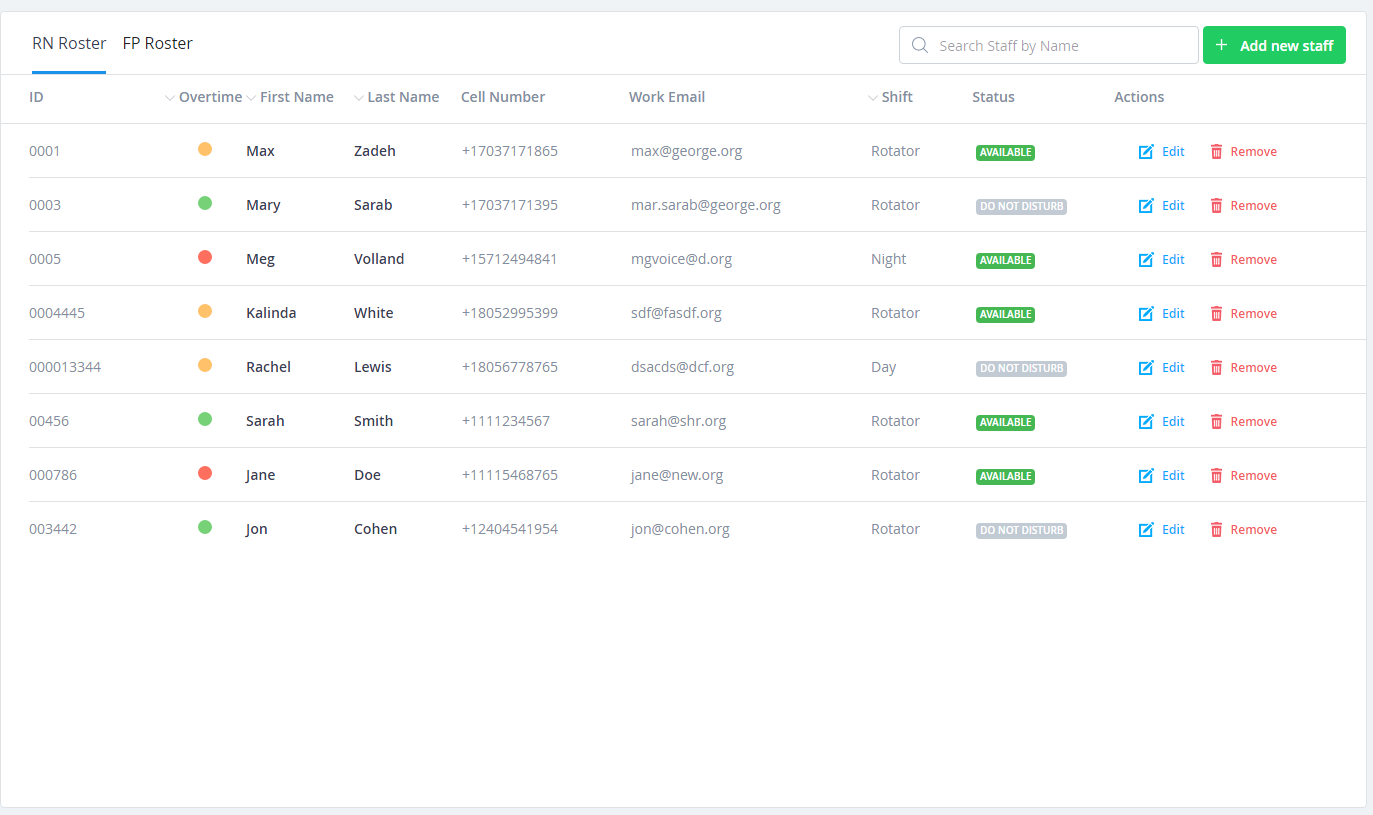 RN Roster FP Roster Search Staff by Name + Add new staff
ID Overtime First Name Last Name Cell Number Work Email Shift Status Actions
0001 Max Zadeh +17037171865 max@george.org Rotator AVAILABLE Edit Remove
0003 Mary Sarab +17037171395 mar.sarab@george.org Rotator DO NOT DISTURB Edit Remove
0005 Meg Volland +15712494841 mgvoice@d.org Night AVAILABLE Edit Remove
0004445 Kalinda White +18052995399 sdf@fasdf.org Rotator AVAILABLE Edit Remove
000013344 Rachel Lewis +18056778765 dsacds@dcf.org Day DO NOT DISTURB Edit Remove
00456 Sarah Smith +1111234567 sarah@shr.org Rotator AVAILABLE Edit Remove
000786 Jane Doe +11115468765 jane@new.org Rotator AVAILABLE Edit Remove
003442 Jon Cohen +12404541954 jon@cohen.org Rotator DO NOT DISTURB Edit Remove